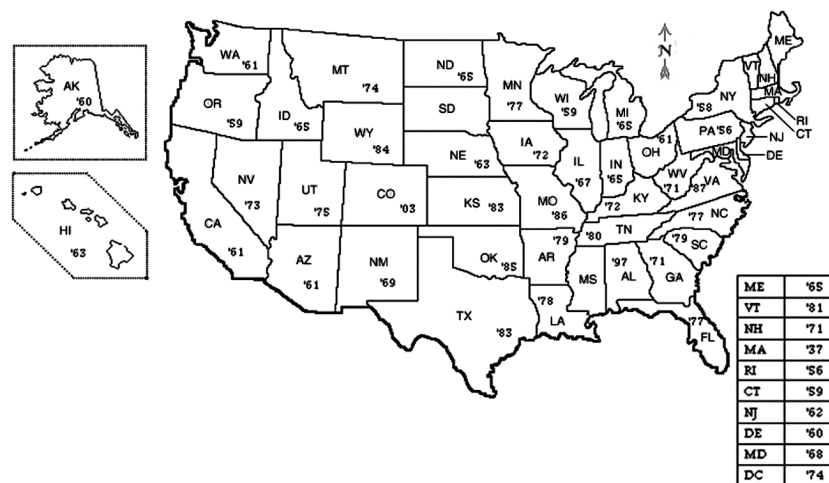 ME
WA '61
ND '65
VT
MT '74
MN '77
NH
AK '60
MA
NY '58
OR '59
ID '65
SD
WI '59
MI '65
RI
CT
WY '84
PA '56
NJ
IA '72
OH '61
NE '63
MD
DE
IL '67
IN '65
WV '71
VA '87
NV '73
UT '75
CO '03
KS '83
MO '86
KY '72
HI '63
CA '61
TN '80
NC '77
AZ '61
NM '69
OK '85
AR '79
SC '79
MS
AL '97
GA '71
TX '83
LA '78
FL '77
N
ME '65
VT '81
NH '71
MA '37
RI '56
CT '59
NJ '62
DE '60
MD '68
DC '74